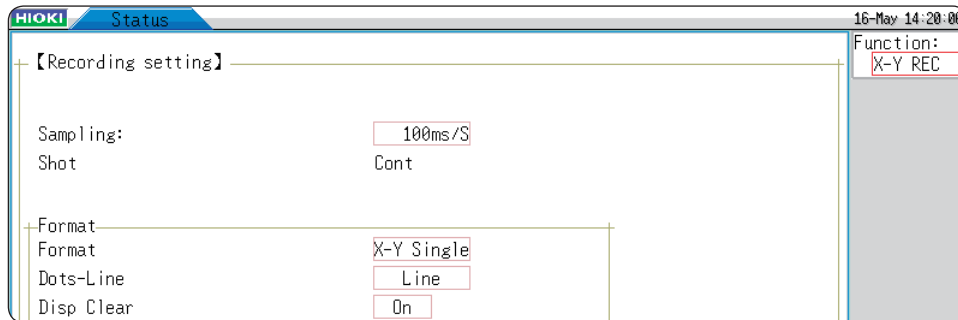 HIOKI Status 16-May 14:20:06
Function:
【Recording setting】
X-Y REC
Sampling: 100ms/S
Shot Cont
Format
Format X-Y Single
Dots-Line Line
Disp Clear On